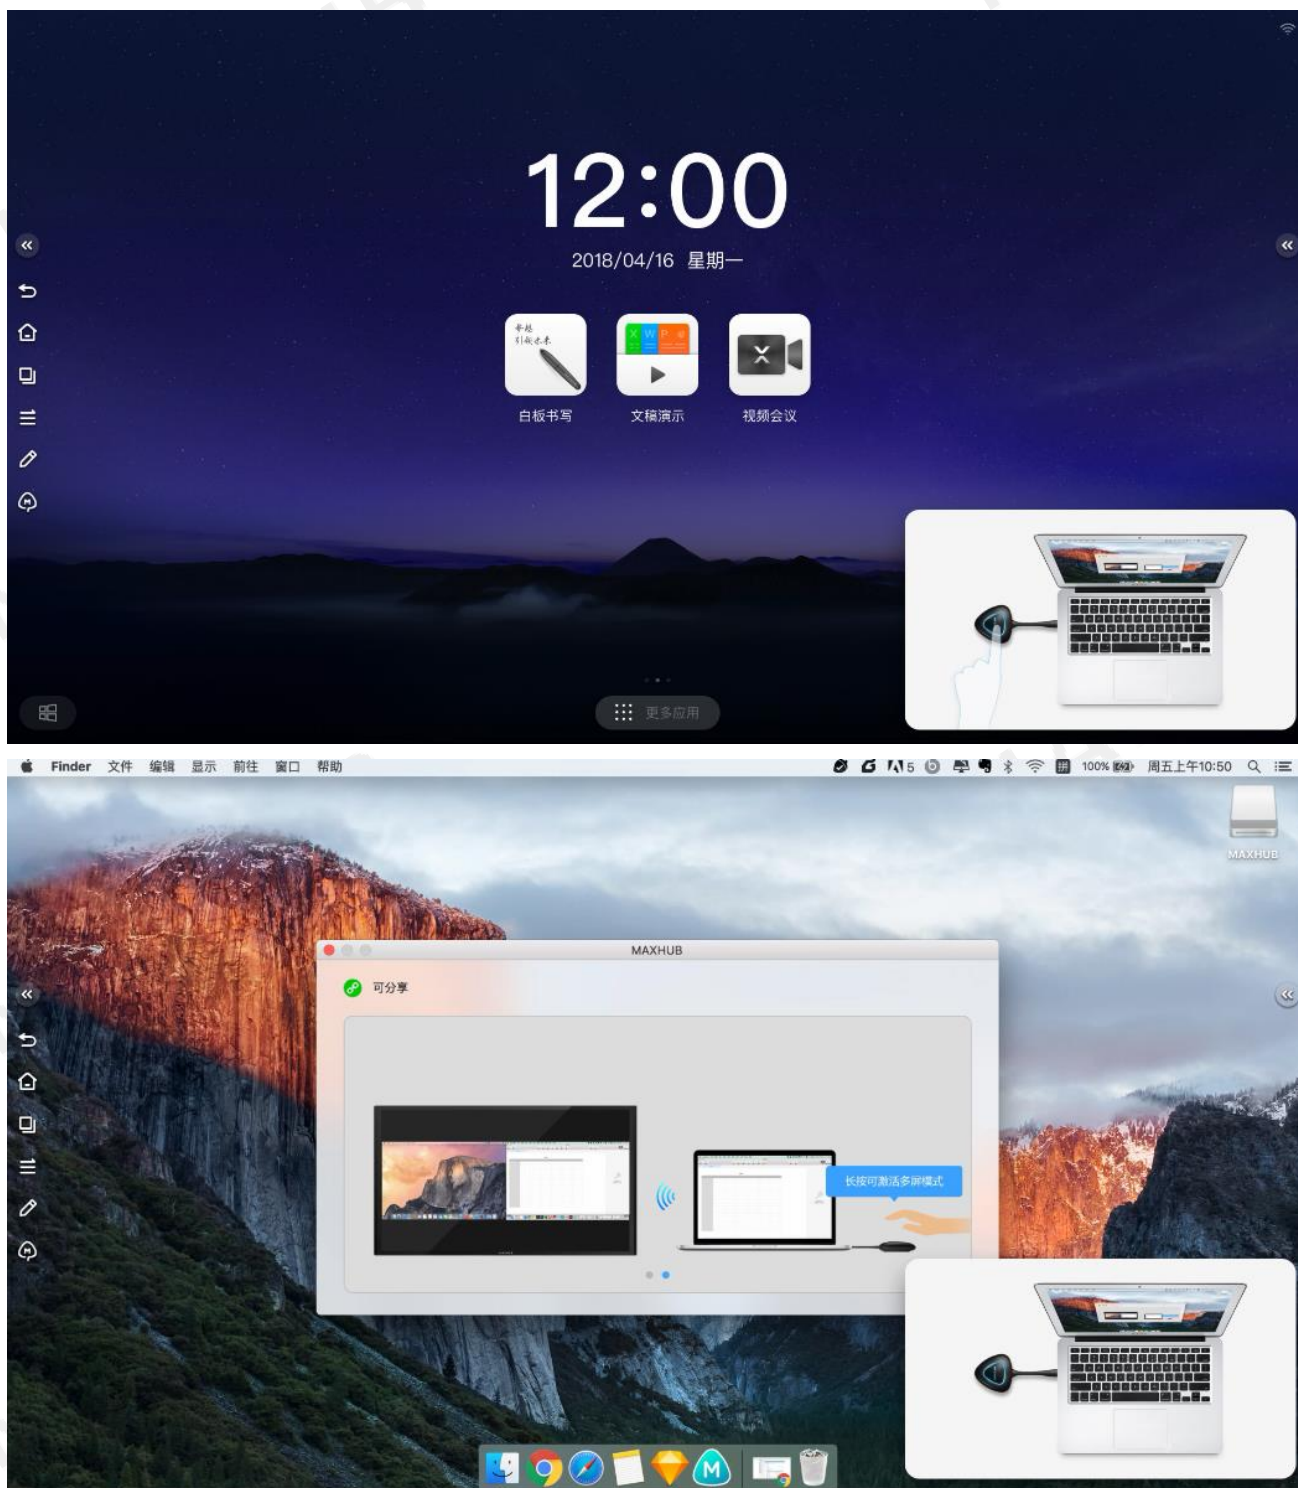 12:00
2018/04/16 星期一
白板书写 文稿演示 视频会议
更多应用
Finder 文件 编辑 显示 前往 窗口 帮助 5 拼 100% 周五上午10:50
MAXHUB
MAXHUB
可分享
长按可激活多屏模式